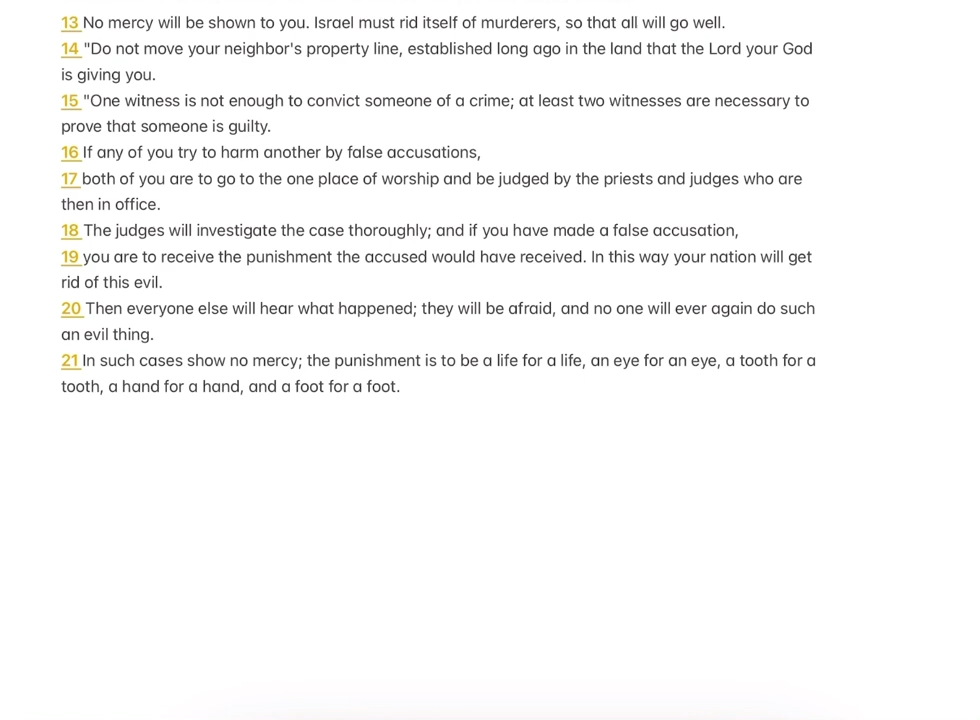 13 No mercy will be shown to you. Israel must rid itself of murderers, so that all will go well.
14 "Do not move your neighbor's property line, established long ago in the land that the Lord your God
is giving you.
15 "One witness is not enough to convict someone of a crime; at least two witnesses are necessary to
prove that someone is guilty.
16 If any of you try to harm another by false accusations,
17 both of you are to go to the one place of worship and be judged by the priests and judges who are
then in office.
18 The judges will investigate the case thoroughly; and if you have made a false accusation,
19 you are to receive the punishment the accused would have received. In this way your nation will get
rid of this evil.
20 Then everyone else will hear what happened; they will be afraid, and no one will ever again do such
an evil thing.
21 In such cases show no mercy; the punishment is to be a life for a life, an eye for an eye, a tooth for a
tooth, a hand for a hand, and a foot for a foot.